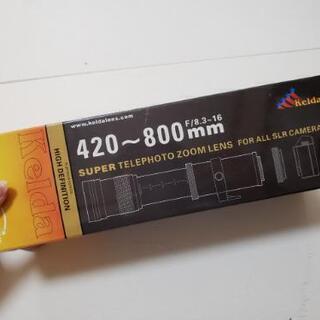 www.keldalens.com
Kelda
F/8.3-16
420~800mm
SUPER TELEPHOTO ZOOM LENS FOR ALL SLR CAMERA
Kelda
HIGH DEFINITION